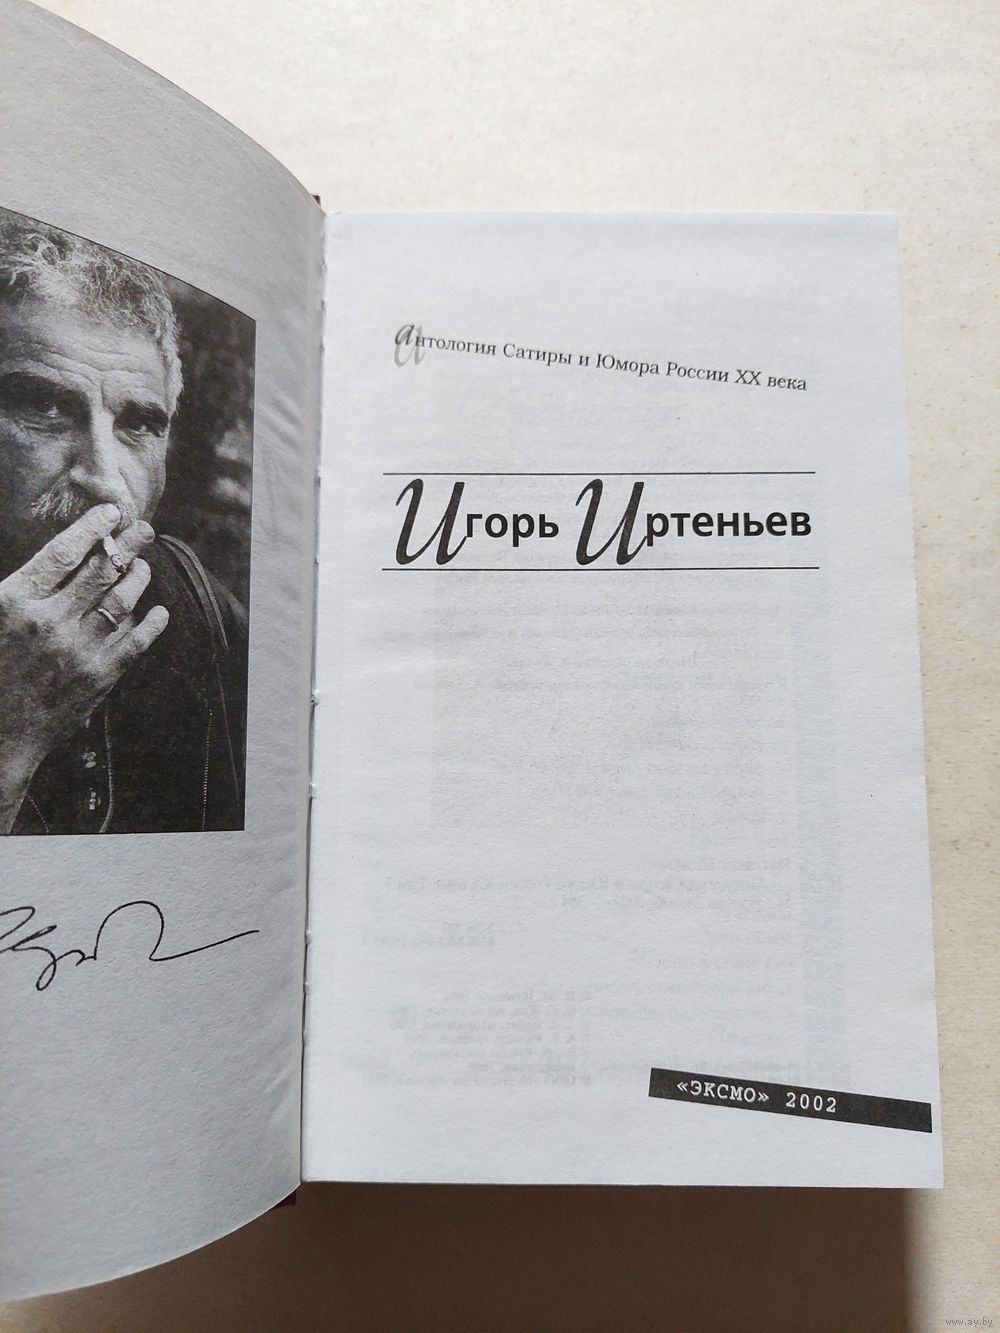 Антология Сатиры и Юмора России XX века
Игорь Иртеньев
«ЭКСМО» 2002
www.ay.by